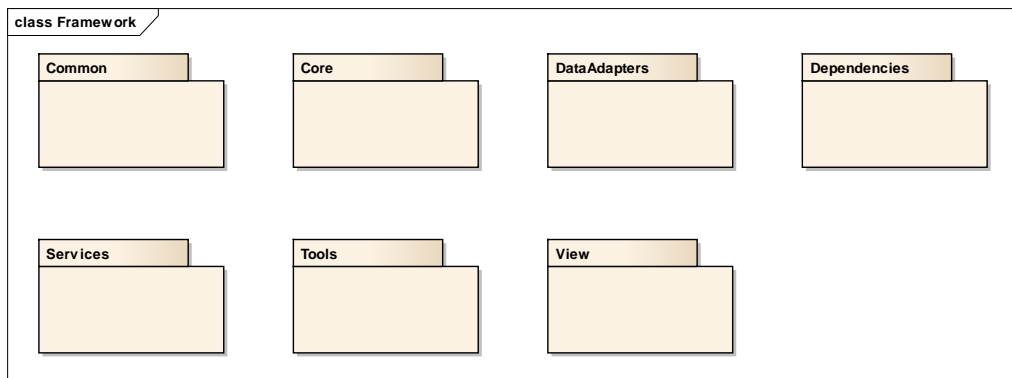 class Framework
Common
Core
DataAdapters
Dependencies
Services
Tools
View